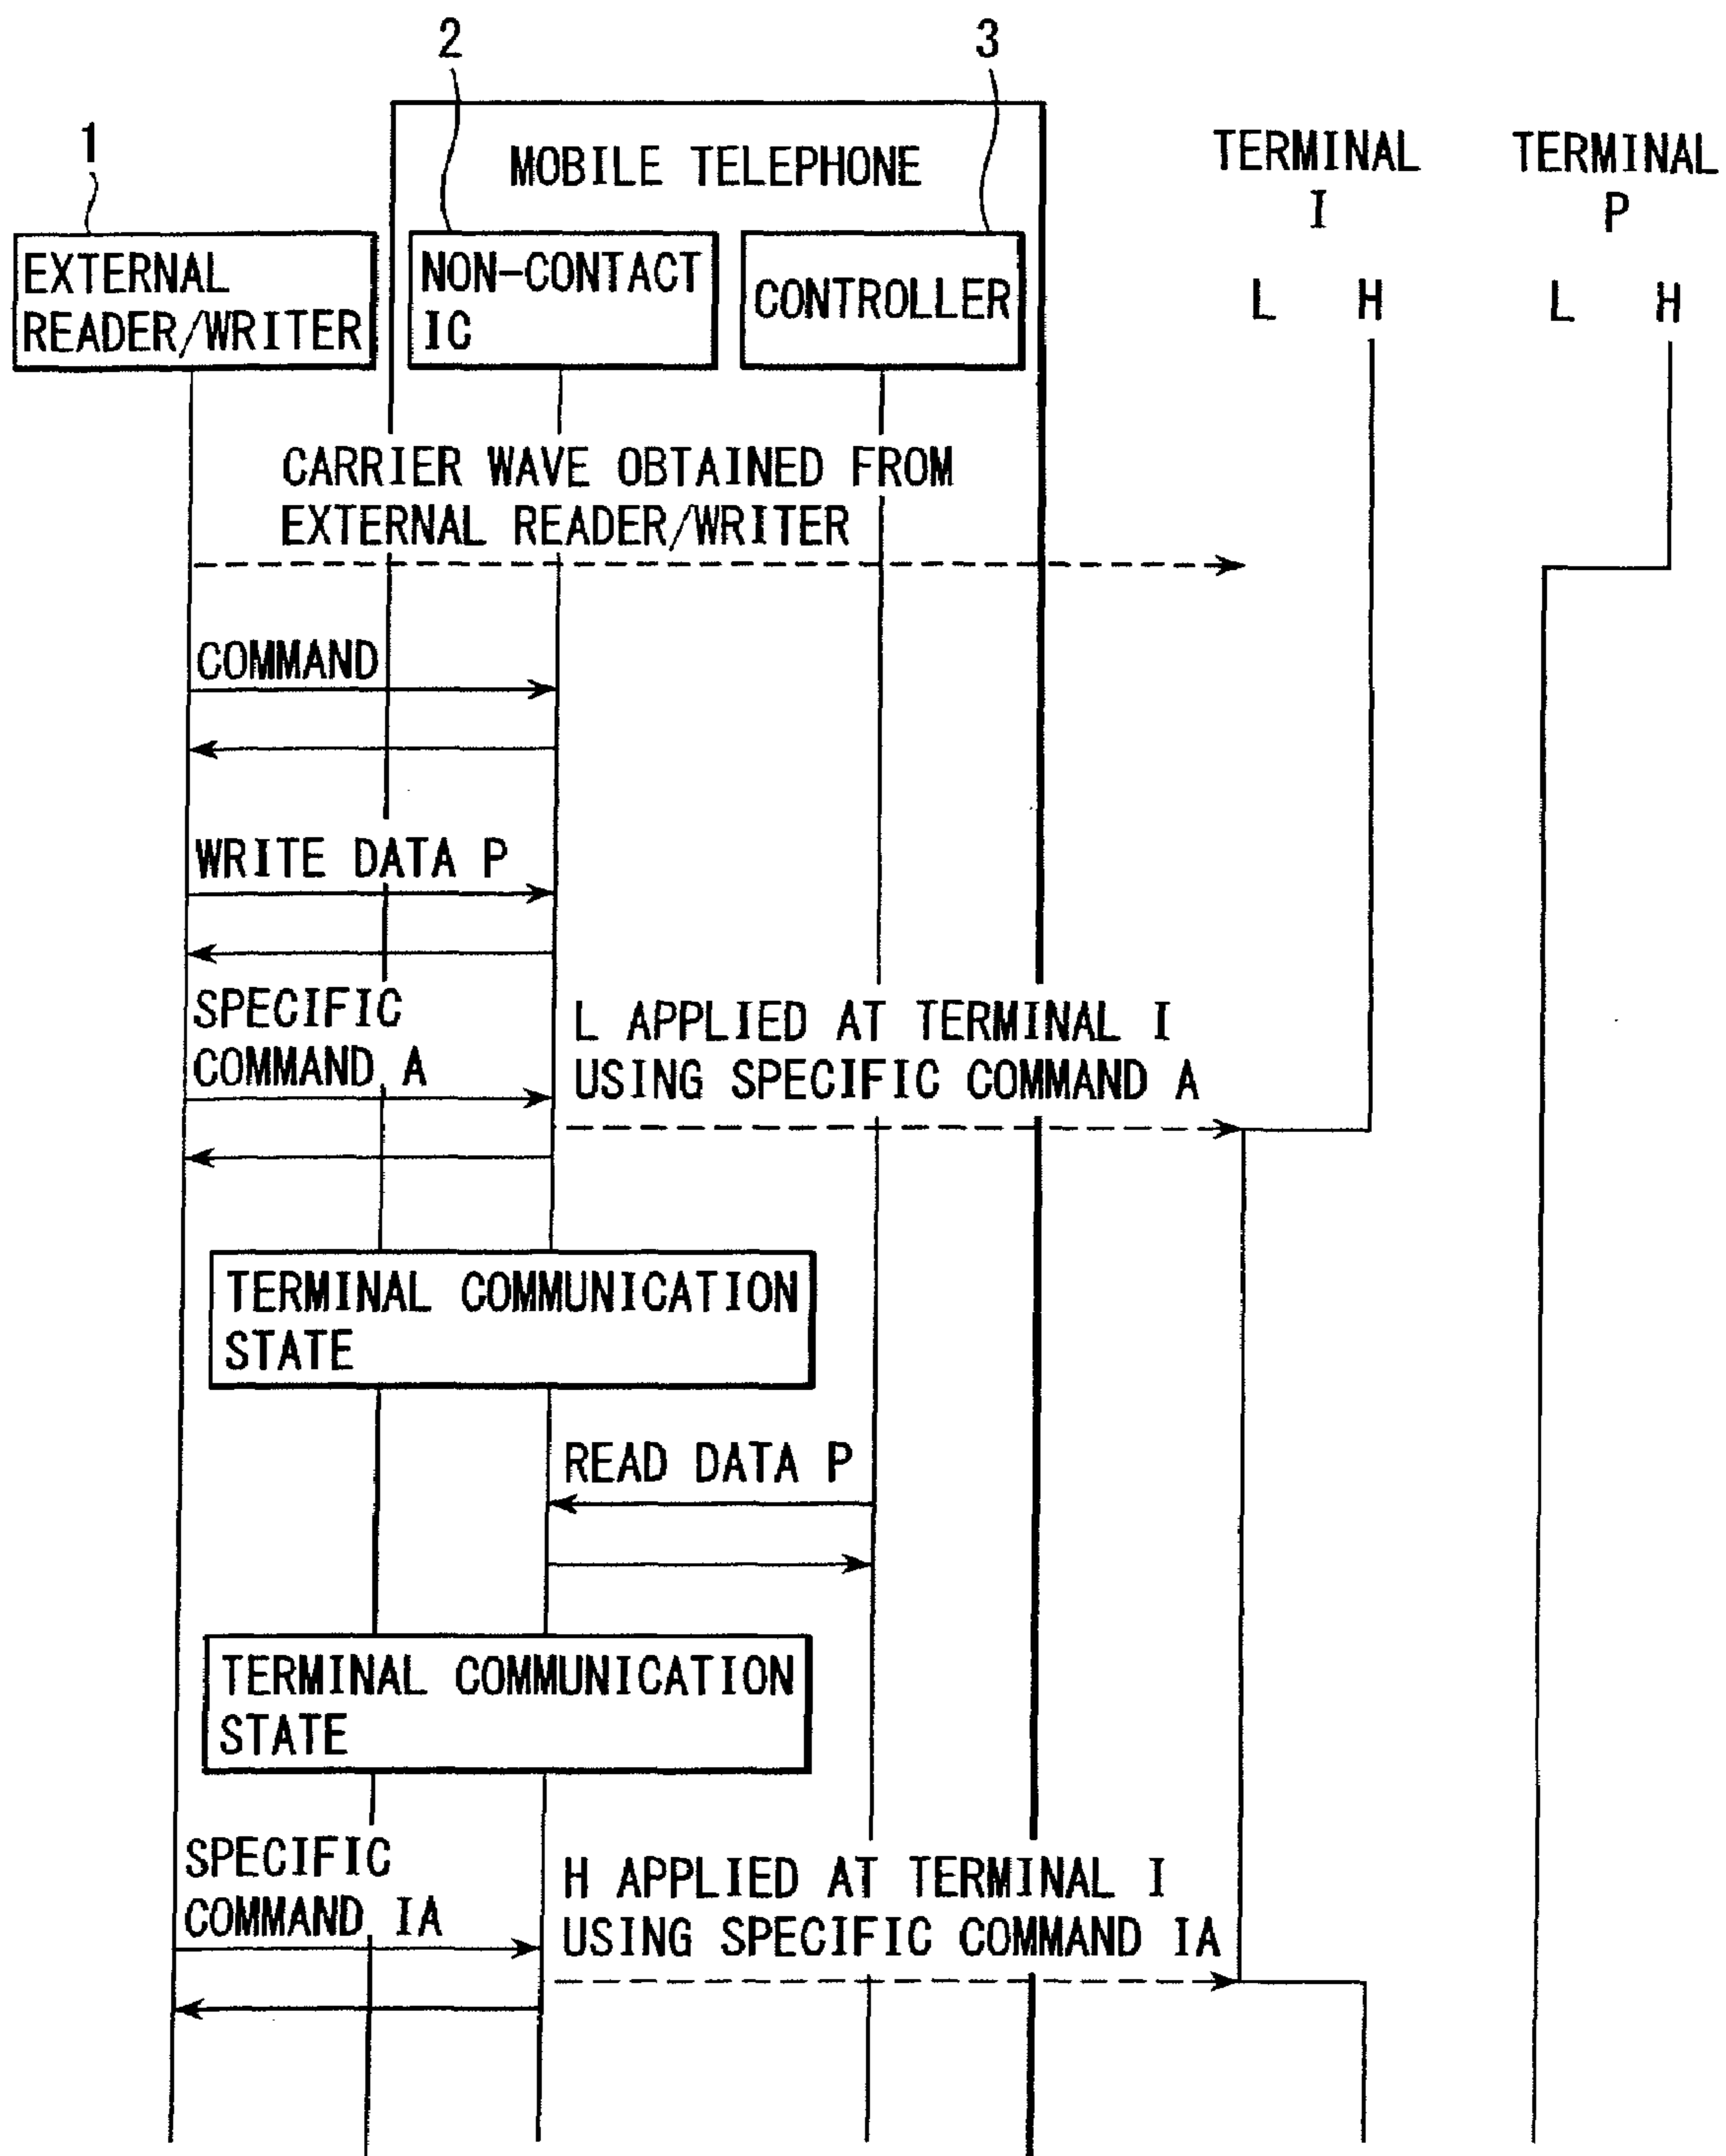 2
3
1
MOBILE TELEPHONE
TERMINAL
I
TERMINAL
P
EXTERNAL
READER/WRITER
NON-CONTACT
IC
CONTROLLER
L H
L H
CARRIER WAVE OBTAINED FROM
EXTERNAL READER/WRITER
COMMAND
WRITE DATA P
SPECIFIC
COMMAND A
L APPLIED AT TERMINAL I
USING SPECIFIC COMMAND A
TERMINAL COMMUNICATION
STATE
READ DATA P
TERMINAL COMMUNICATION
STATE
SPECIFIC
COMMAND IA
H APPLIED AT TERMINAL I
USING SPECIFIC COMMAND IA